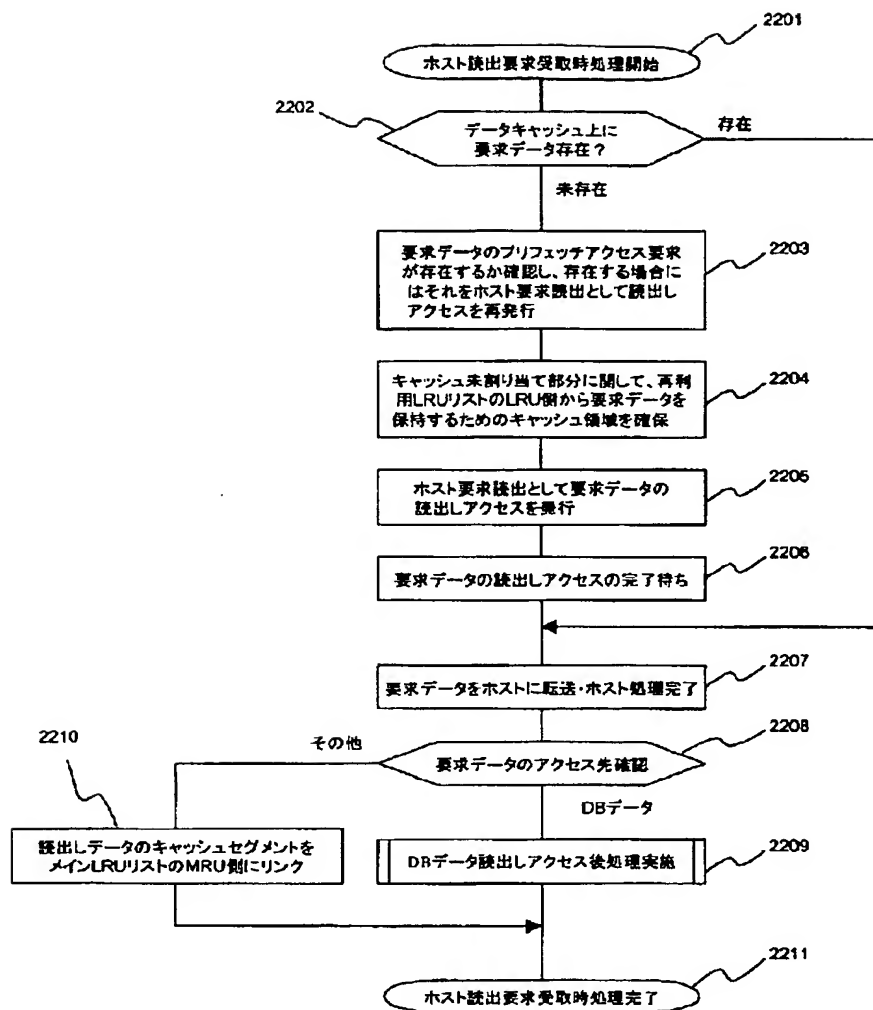 2201
ホスト読出要求受取時処理開始
2202
データキャッシュ上に
要求データ存在？
存在
未存在
2203
要求データのプリフェッチアクセス要求
が存在するか確認し、存在する場合に
はそれをホスト要求読出として読出し
アクセスを再発行
2204
キャッシュ未割り当て部分に関して、再利
用LRUリストのLRU側から要求データを
保持するためのキャッシュ領域を確保
2205
ホスト要求読出として要求データの
読出しアクセスを発行
2206
要求データの読出しアクセスの完了待ち
2207
要求データをホストに転送・ホスト処理完了
2208
要求データのアクセス先確認
その他
DBデータ
2210
読出しデータのキャッシュセグメントを
メインLRUリストのMRU側にリンク
2209
DBデータ読出しアクセス後処理実施
2211
ホスト読出要求受取時処理完了